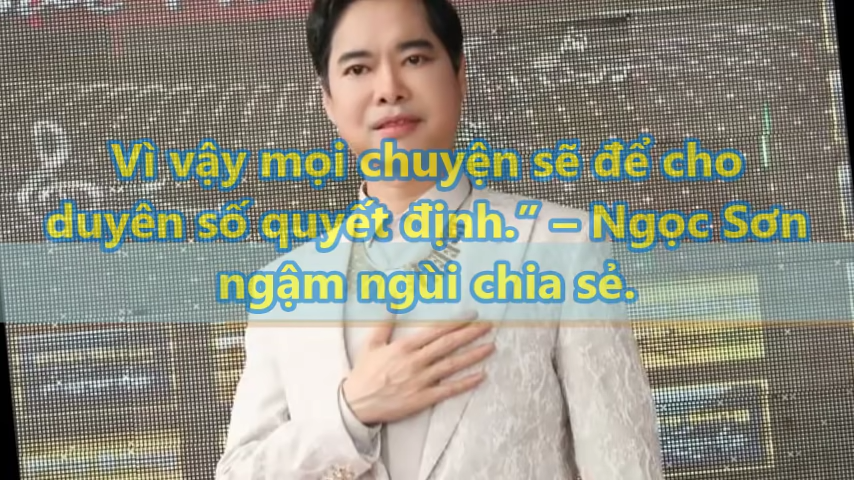 Vì vậy mọi chuyện sẽ để cho
duyên số quyết định.” – Ngọc Sơn
ngậm ngùi chia sẻ.